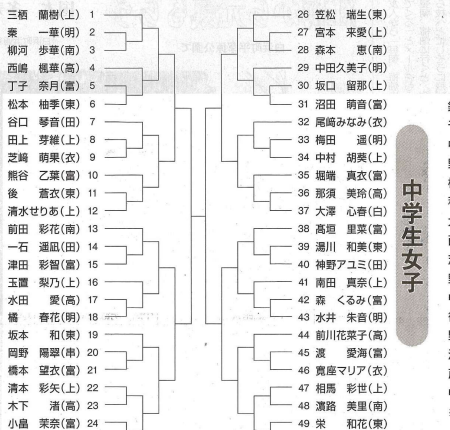 三栖 蘭樹(上) 1
秦 一華(明) 2
柳河 歩華(南) 3
西嶋 楓華(高) 4
丁子 奈月(富) 5
松本 柚季(東) 6
谷口 琴音(田) 7
田上 芽維(上) 8
芝﨑 萌果(衣) 9
熊谷 乙葉(富) 10
後 蒼衣(東) 11
清水せりあ(上) 12
前田 彩花(南) 13
一石 遥凪(田) 14
津田 彩智(富) 15
玉置 梨乃(上) 16
水田 愛(高) 17
橘 春花(明) 18
坂本 和(東) 19
岡野 陽翠(串) 20
橋本 望衣(富) 21
清本 彩矢(上) 22
木下 渚(高) 23
小畠 茉奈(富) 24
26 笠松 瑞生(東)
27 宮本 来愛(上)
28 森本 恵(南)
29 中田久美子(明)
30 坂口 留那(上)
31 沼田 萌音(富)
32 尾﨑みなみ(衣)
33 梅田 遥(明)
34 中村 胡葵(上)
35 堀端 真衣(富)
36 那須 美玲(高)
37 大澤 心春(白)
38 髙垣 里菜(富)
39 湯川 和美(東)
40 神野アユミ(田)
41 南田 真奈(上)
42 森 くるみ(富)
43 水井 朱音(明)
44 前川花菜子(高)
45 渡 愛海(富)
46 寛座マリア(衣)
47 相馬 彩世(上)
48 濵路 美里(南)
49 栄 和花(東)
中学生女子